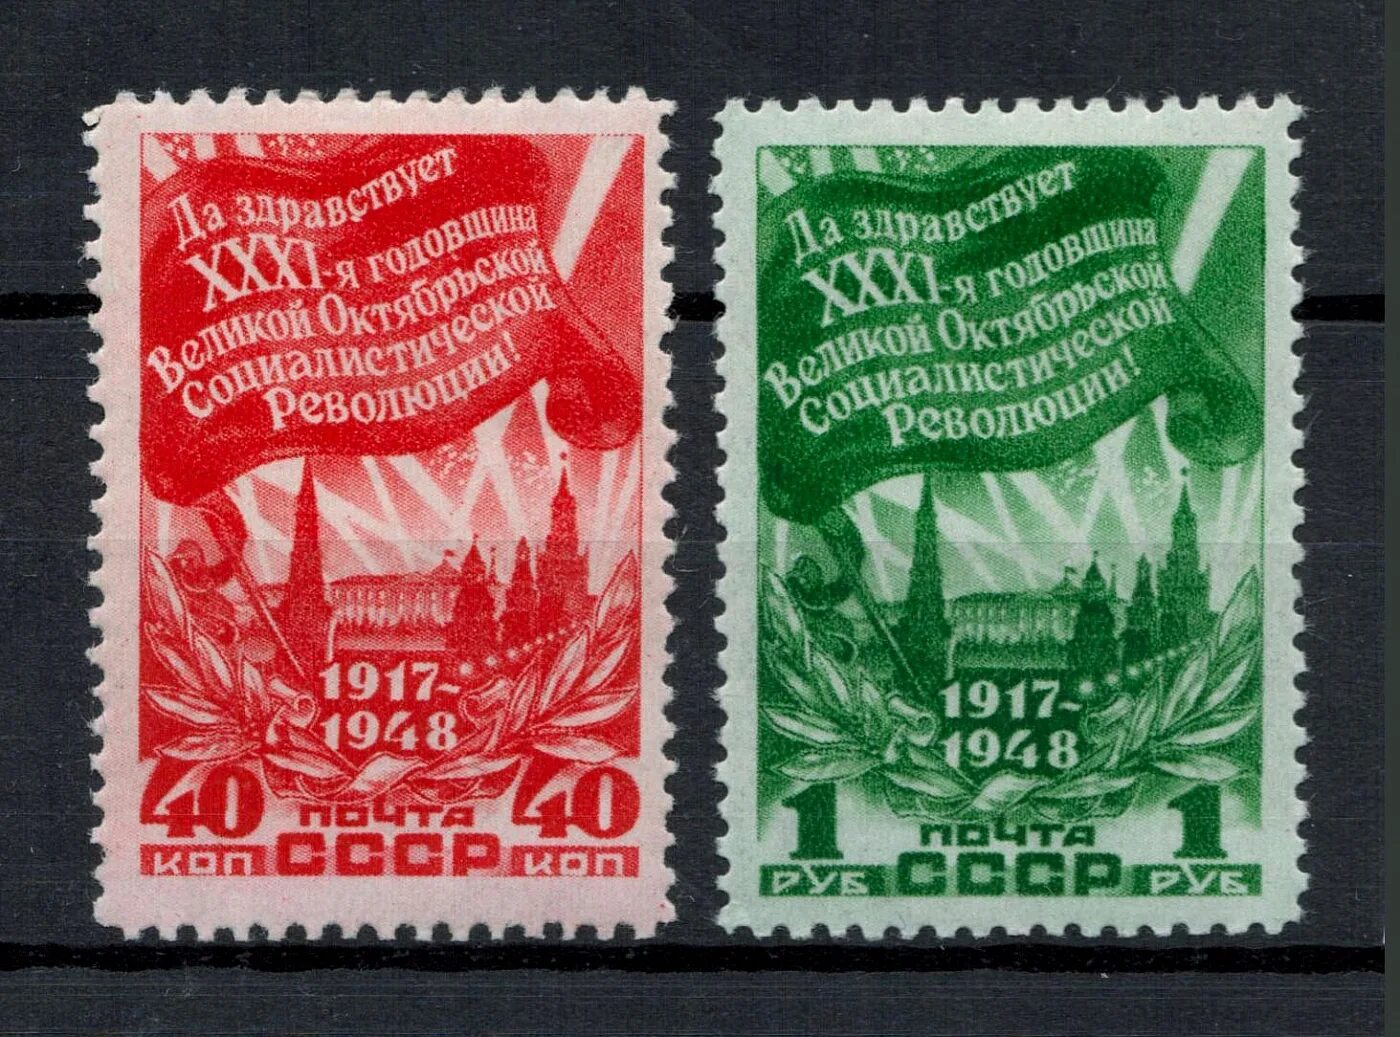 Да здравствует
XXXI-я годовщина
Великой Октябрьской
социалистической
Революции!
1917-
1948
40 ПОЧТА 40
КОП СССР КОП
Да здравствует
XXXI-я годовщина
Великой Октябрьской
социалистической
Революции!
1917-
1948
1 ПОЧТА 1
РУБ СССР РУБ